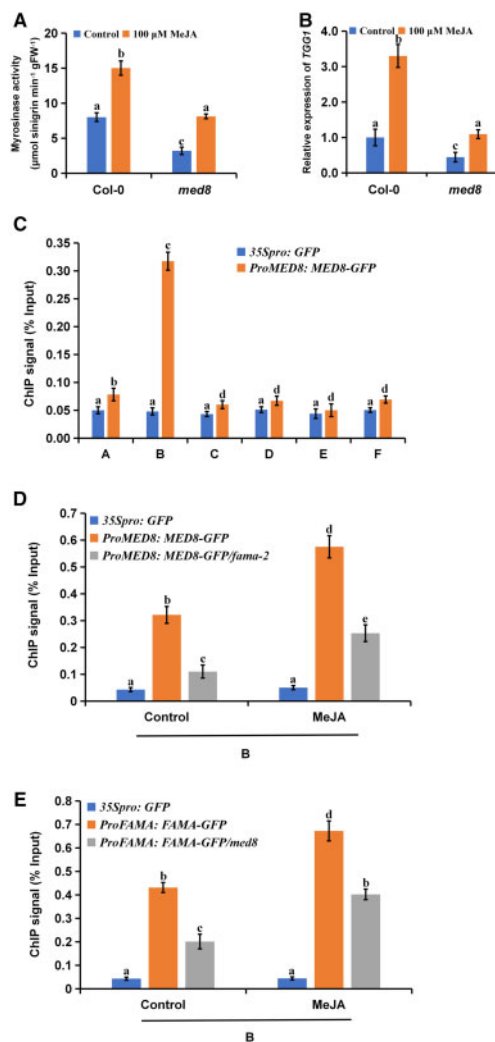 A
Control 100 µM MeJA
Myrosinase activity
(µmol sinigrin min⁻¹ gFW⁻¹)
20
15
10
5
0
a
b
c
a
Col-0 med8
B
Control 100 µM MeJA
Relative expression of TGG1
4.0
3.0
2.0
1.0
0
a
b
c
a
Col-0 med8
C
35Spro: GFP
ProMED8: MED8-GFP
ChIP signal (% Input)
0.35
0.30
0.25
0.20
0.15
0.10
0.05
0.00
a b a c a d a d a d a d
A B C D E F
D
35Spro: GFP
ProMED8: MED8-GFP
ProMED8: MED8-GFP/fama-2
ChIP signal (% Input)
0.7
0.6
0.5
0.4
0.3
0.2
0.1
0
a b c a d e
Control MeJA
B
E
35Spro: GFP
ProFAMA: FAMA-GFP
ProFAMA: FAMA-GFP/med8
ChIP signal (% Input)
0.8
0.7
0.6
0.5
0.4
0.3
0.2
0.1
0
a b c a d b
Control MeJA
B